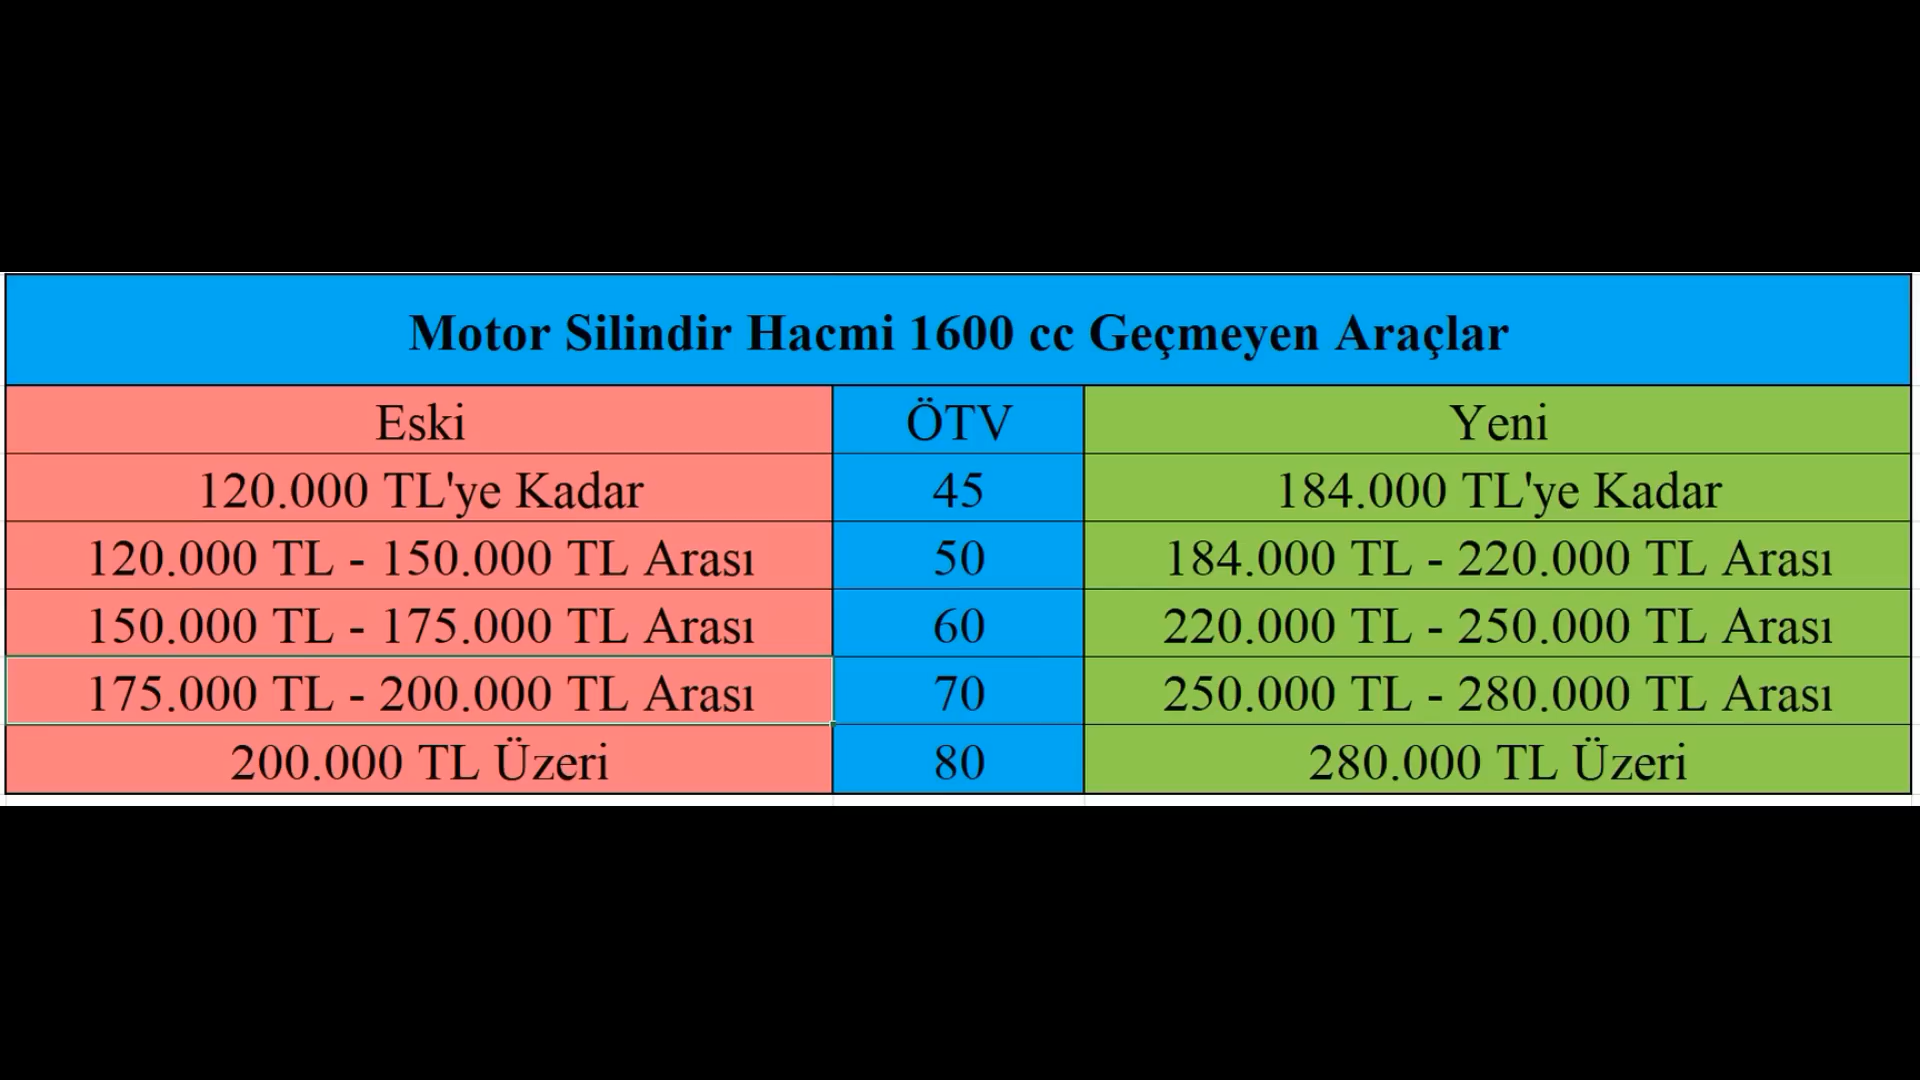 Motor Silindir Hacmi 1600 cc Geçmeyen Araçlar
Eski ÖTV Yeni
120.000 TL'ye Kadar 45 184.000 TL'ye Kadar
120.000 TL - 150.000 TL Arası 50 184.000 TL - 220.000 TL Arası
150.000 TL - 175.000 TL Arası 60 220.000 TL - 250.000 TL Arası
175.000 TL - 200.000 TL Arası 70 250.000 TL - 280.000 TL Arası
200.000 TL Üzeri 80 280.000 TL Üzeri